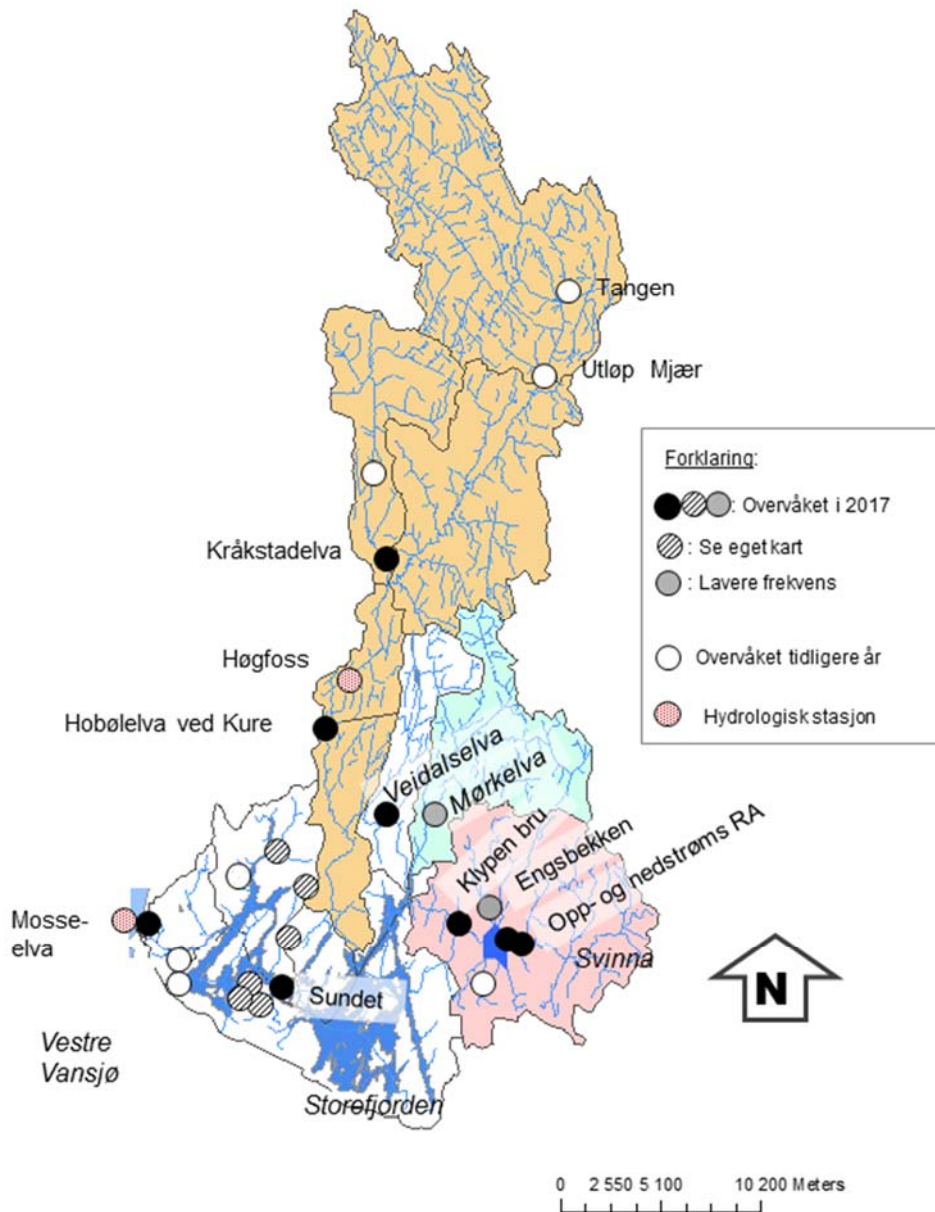 Tangen
Utløp Mjær
Forklaring:
: Overvåket i 2017
: Se eget kart
: Lavere frekvens
Overvåket tidligere år
Hydrologisk stasjon
Kråkstadelva
Høgfoss
Hobølelva ved Kure
Veidalselva
Mørkelva
Klypen bru
Engsbekken
Opp- og nedstrøms RA
Svinna
Mosse-
elva
Sundet
N
Vestre
Vansjø
Storefjorden
0 2 550 5 100 10 200 Meters